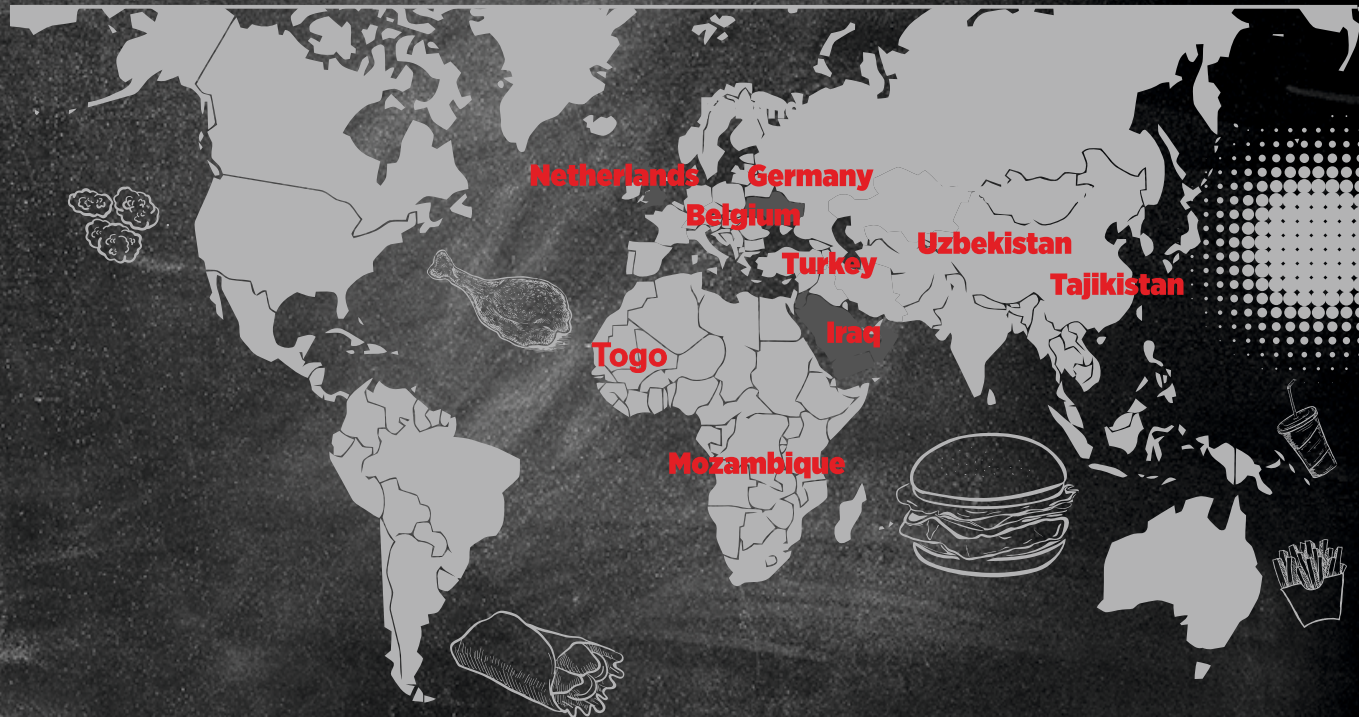 Netherlands
Germany
Belgium
Uzbekistan
Turkey
Tajikistan
Iraq
Togo
Mozambique